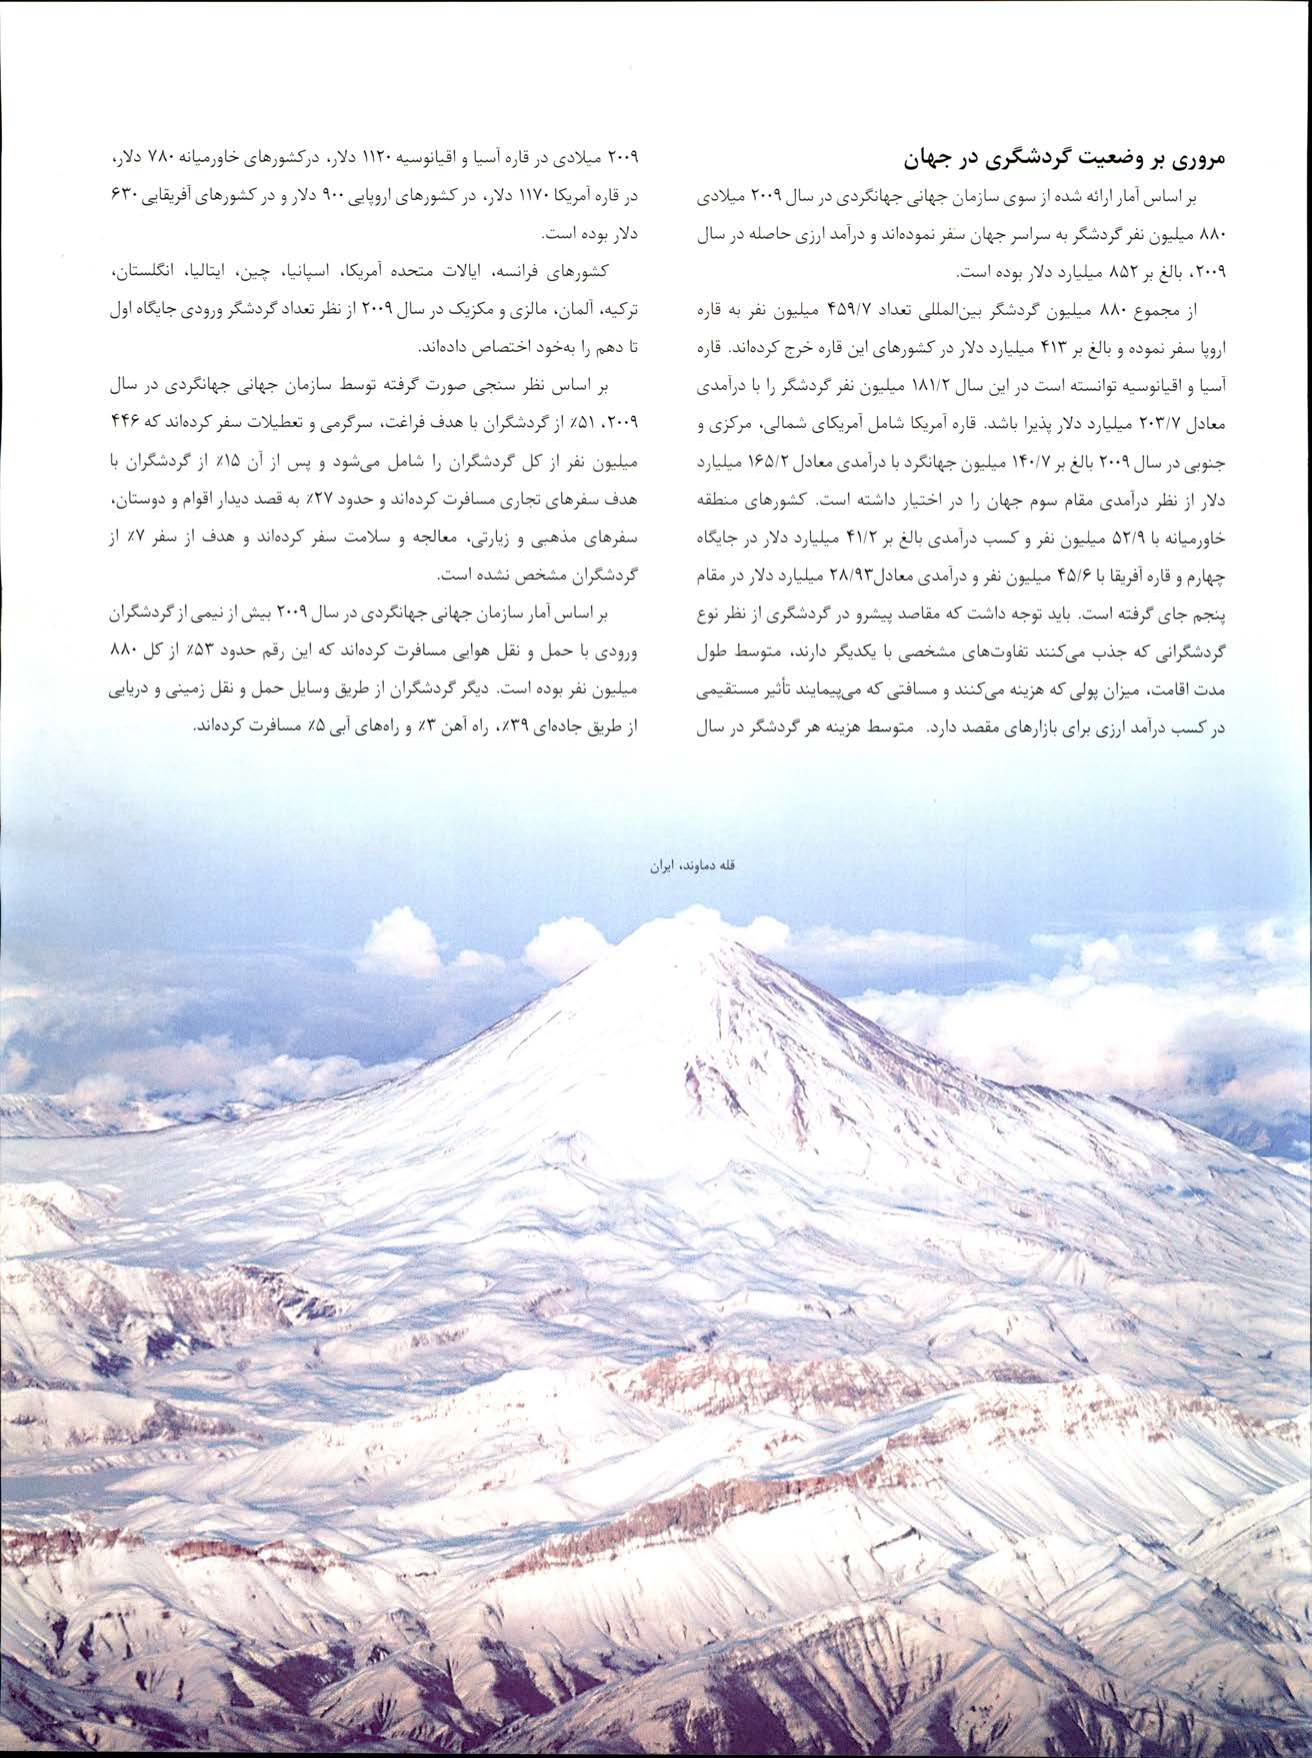 مروری بر وضعیت گردشگری در جهان
بر اساس آمار ارائه شده از سوی سازمان جهانی جهانگردی در سال ۲۰۰۹ میلادی
۸۸۰ میلیون نفر گردشگر به سراسر جهان سفر نموده‌اند و درآمد ارزی حاصله در سال
۲۰۰۹، بالغ بر ۸۵۲ میلیارد دلار بوده است.
از مجموع ۸۸۰ میلیون گردشگر بین‌المللی تعداد ۴۵۹/۷ میلیون نفر به قاره
اروپا سفر نموده و بالغ بر ۴۱۳ میلیارد دلار در کشورهای این قاره خرج کرده‌اند. قاره
آسیا و اقیانوسیه توانسته است در این سال ۱۸۱/۲ میلیون نفر گردشگر را با درآمدی
معادل ۲۰۳/۷ میلیارد دلار پذیرا باشد. قاره آمریکا شامل آمریکای شمالی، مرکزی و
جنوبی در سال ۲۰۰۹ بالغ بر ۱۴۰/۷ میلیون جهانگرد با درآمدی معادل ۱۶۵/۲ میلیارد
دلار از نظر درآمدی مقام سوم جهان را در اختیار داشته است. کشورهای منطقه
خاورمیانه با ۵۲/۹ میلیون نفر و کسب درآمدی بالغ بر ۴۱/۲ میلیارد دلار در جایگاه
چهارم و قاره آفریقا با ۴۵/۶ میلیون نفر و درآمدی معادل۲۸/۹۳ میلیارد دلار در مقام
پنجم جای گرفته است. باید توجه داشت که مقاصد پیشرو در گردشگری از نظر نوع
گردشگرانی که جذب می‌کنند تفاوت‌های مشخصی با یکدیگر دارند، متوسط طول
مدت اقامت، میزان پولی که هزینه می‌کنند و مسافتی که می‌پیمایند تأثیر مستقیمی
در کسب درآمد ارزی برای بازارهای مقصد دارد. متوسط هزینه هر گردشگر در سال
۲۰۰۹ میلادی در قاره آسیا و اقیانوسیه ۱۱۲۰ دلار، درکشورهای خاورمیانه ۷۸۰ دلار،
در قاره آمریکا ۱۱۷۰ دلار، در کشورهای اروپایی ۹۰۰ دلار و در کشورهای آفریقایی ۶۳۰
دلار بوده است.
کشورهای فرانسه، ایالات متحده آمریکا، اسپانیا، چین، ایتالیا، انگلستان،
ترکیه، آلمان، مالزی و مکزیک در سال ۲۰۰۹ از نظر تعداد گردشگر ورودی جایگاه اول
تا دهم را به‌خود اختصاص داده‌اند.
بر اساس نظر سنجی صورت گرفته توسط سازمان جهانی جهانگردی در سال
۲۰۰۹، ۵۱٪ از گردشگران با هدف فراغت، سرگرمی و تعطیلات سفر کرده‌اند که ۴۴۶
میلیون نفر از کل گردشگران را شامل می‌شود و پس از آن ۱۵٪ از گردشگران با
هدف سفرهای تجاری مسافرت کرده‌اند و حدود ۲۷٪ به قصد دیدار اقوام و دوستان،
سفرهای مذهبی و زیارتی، معالجه و سلامت سفر کرده‌اند و هدف از سفر ۷٪ از
گردشگران مشخص نشده است.
بر اساس آمار سازمان جهانی جهانگردی در سال ۲۰۰۹ بیش از نیمی از گردشگران
ورودی با حمل و نقل هوایی مسافرت کرده‌اند که این رقم حدود ۵۳٪ از کل ۸۸۰
میلیون نفر بوده است. دیگر گردشگران از طریق وسایل حمل و نقل زمینی و دریایی
از طریق جاده‌ای ۳۹٪، راه آهن ۳٪ و راه‌های آبی ۵٪ مسافرت کرده‌اند.
قله دماوند، ایران